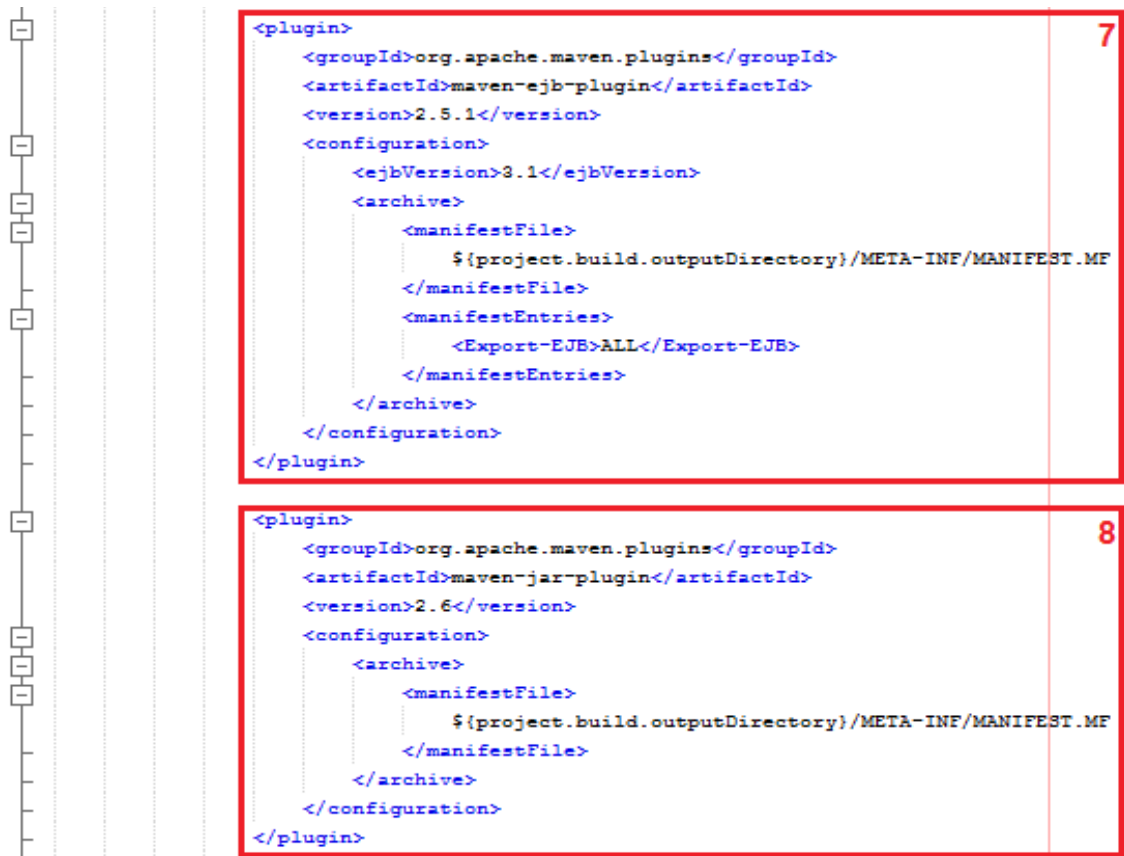 <plugin>
7
<groupId>org.apache.maven.plugins</groupId>
<artifactId>maven-ejb-plugin</artifactId>
<version>2.5.1</version>
<configuration>
<ejbVersion>3.1</ejbVersion>
<archive>
<manifestFile>
${project.build.outputDirectory}/META-INF/MANIFEST.MF
</manifestFile>
<manifestEntries>
<Export-EJB>ALL</Export-EJB>
</manifestEntries>
</archive>
</configuration>
</plugin>
<plugin>
8
<groupId>org.apache.maven.plugins</groupId>
<artifactId>maven-jar-plugin</artifactId>
<version>2.6</version>
<configuration>
<archive>
<manifestFile>
${project.build.outputDirectory}/META-INF/MANIFEST.MF
</manifestFile>
</archive>
</configuration>
</plugin>